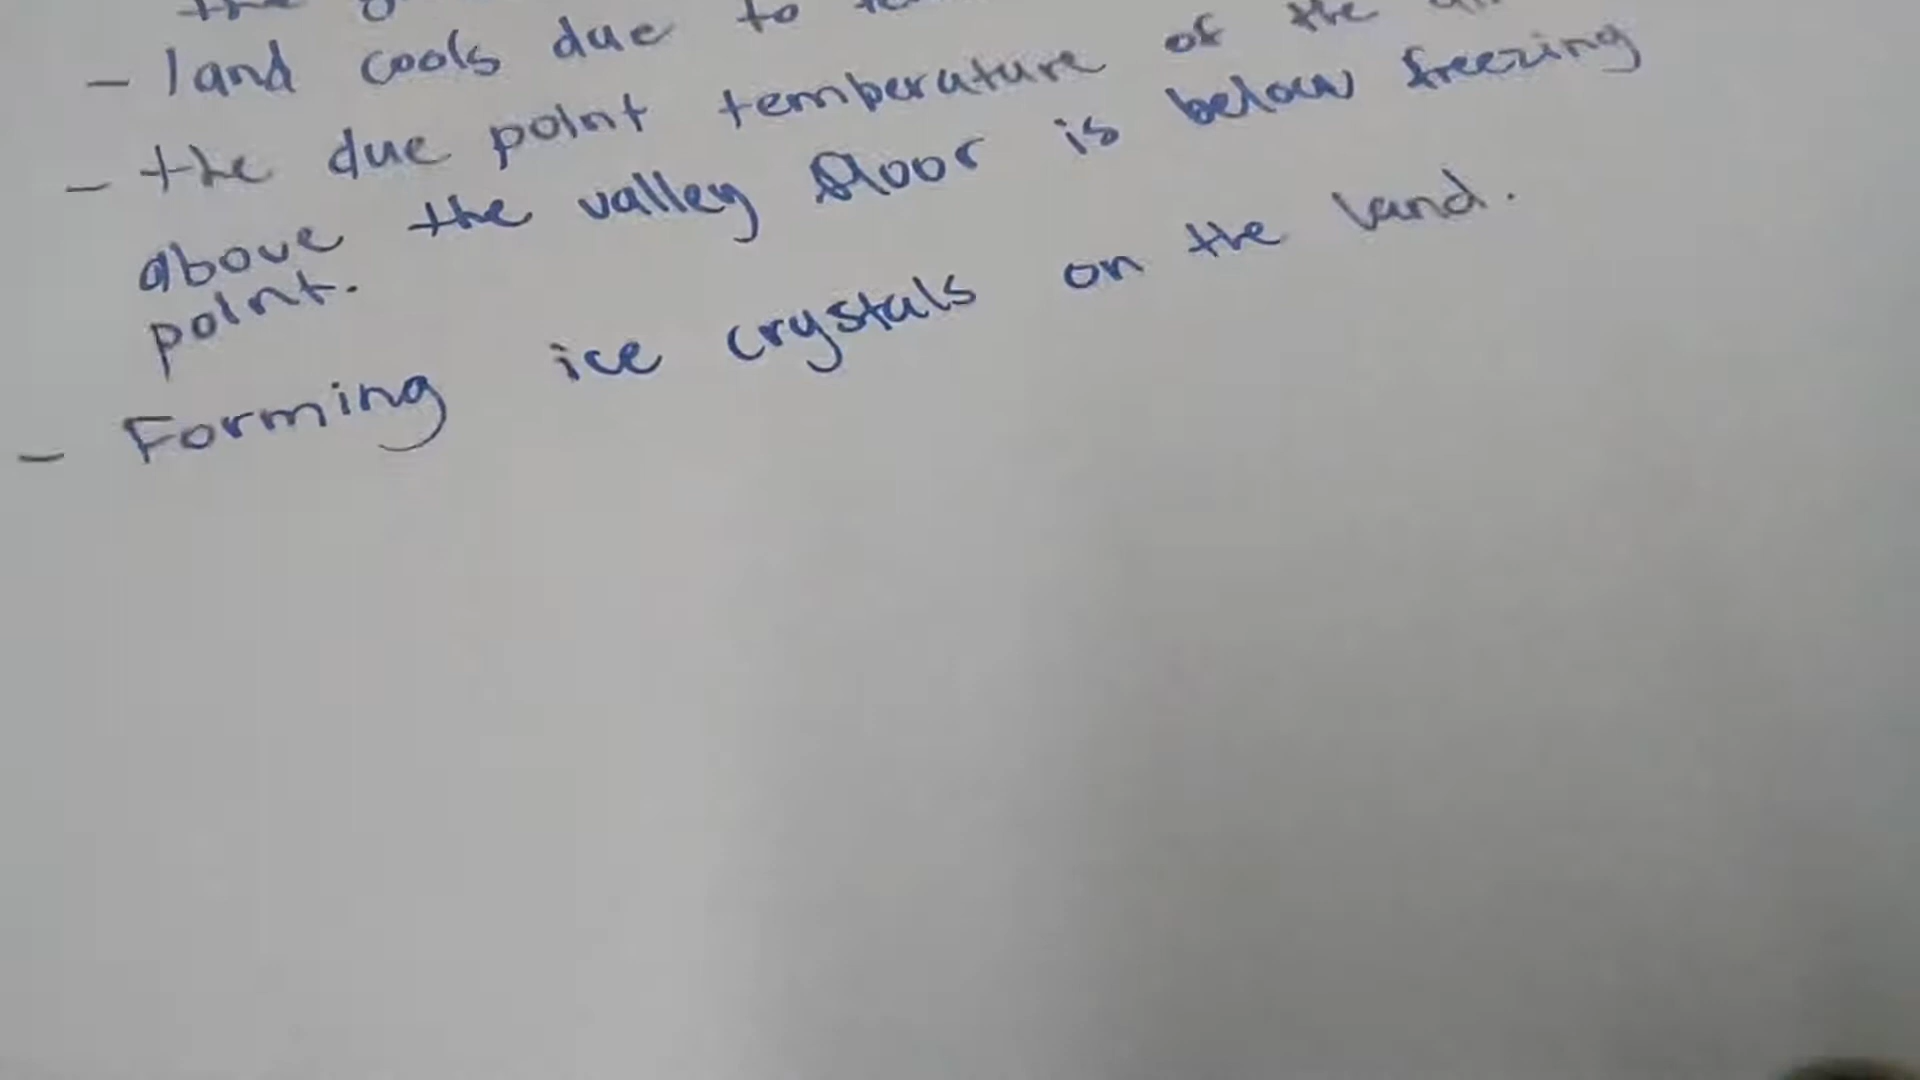 the
- land cools due to
- the due point temperature of the
above the valley floor is below freezing
point.
- Forming ice crystals on the land.